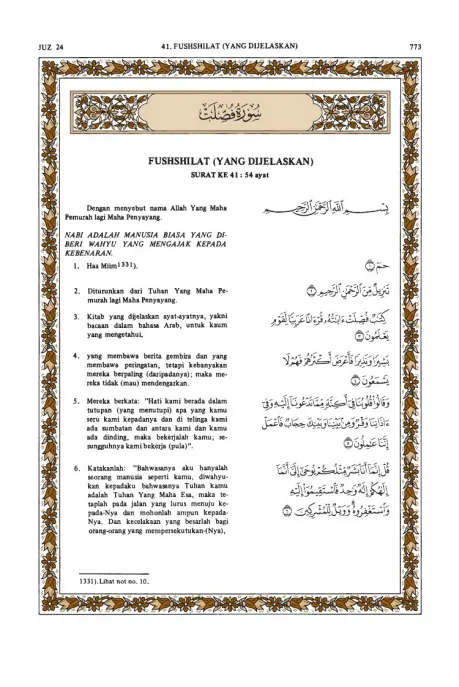 JUZ 24 41. FUSHSHILAT (YANG DIJELASKAN) 773
سورة فصلت
FUSHSHILAT (YANG DIJELASKAN)
SURAT KE 41 : 54 ayat
Dengan menyebut nama Allah Yang Maha
Pemurah lagi Maha Penyayang.
بِسْمِ اللَّهِ الرَّحْمَٰنِ الرَّحِيمِ
NABI ADALAH MANUSIA BIASA YANG DI-
BERI WAHYU YANG MENGAJAK KEPADA
KEBENARAN.
1. Haa Miim1331).
حمٓ ١
2. Diturunkan dari Tuhan Yang Maha Pe-
murah lagi Maha Penyayang.
تَنزِيلٌ مِّنَ الرَّحْمَٰنِ الرَّحِيمِ ٢
3. Kitab yang dijelaskan ayat-ayatnya, yakni
bacaan dalam bahasa Arab, untuk kaum
yang mengetahui,
كِتَٰبٌ فُصِّلَتْ ءَايَٰتُهُۥ قُرْءَانًا عَرَبِيًّا لِّقَوْمٍ
يَعْلَمُونَ ٣
4. yang membawa berita gembira dan yang
membawa peringatan, tetapi kebanyakan
mereka berpaling (daripadanya); maka me-
reka tidak (mau) mendengarkan.
بَشِيرًا وَنَذِيرًا فَأَعْرَضَ أَكْثَرُهُمْ فَهُمْ لَا
يَسْمَعُونَ ٤
5. Mereka berkata: "Hati kami berada dalam
tutupan (yang menutupi) apa yang kamu
seru kami kepadanya dan di telinga kami
ada sumbatan dan antara kami dan kamu
ada dinding, maka bekerjalah kamu; se-
sungguhnya kami bekerja (pula)".
وَقَالُوا قُلُوبُنَا فِىٓ أَكِنَّةٍ مِّمَّا تَدْعُونَآ إِلَيْهِ وَفِىٓ
ءَاذَانِنَا وَقْرٌ وَمِنۢ بَيْنِنَا وَبَيْنِكَ حِجَابٌ فَٱعْمَلْ
إِنَّنَا عَٰمِلُونَ ٥
6. Katakanlah: "Bahwasanya aku hanyalah
seorang manusia seperti kamu, diwahyu-
kan kepadaku bahwasanya Tuhan kamu
adalah Tuhan Yang Maha Esa, maka te-
taplah pada jalan yang lurus menuju ke-
pada-Nya dan mohonlah ampun kepada-
Nya. Dan kecelakaan yang besarlah bagi
orang-orang yang mempersekutukan-(Nya),
قُلْ إِنَّمَآ أَنَا۠ بَشَرٌ مِّثْلُكُمْ يُوحَىٰٓ إِلَىَّ أَنَّمَآ
إِلَٰهُكُمْ إِلَٰهٌ وَٰحِدٌ فَٱسْتَقِيمُوٓا إِلَيْهِ
وَٱسْتَغْفِرُوهُ وَوَيْلٌ لِّلْمُشْرِكِينَ ٦
1331). Lihat not no. 10.